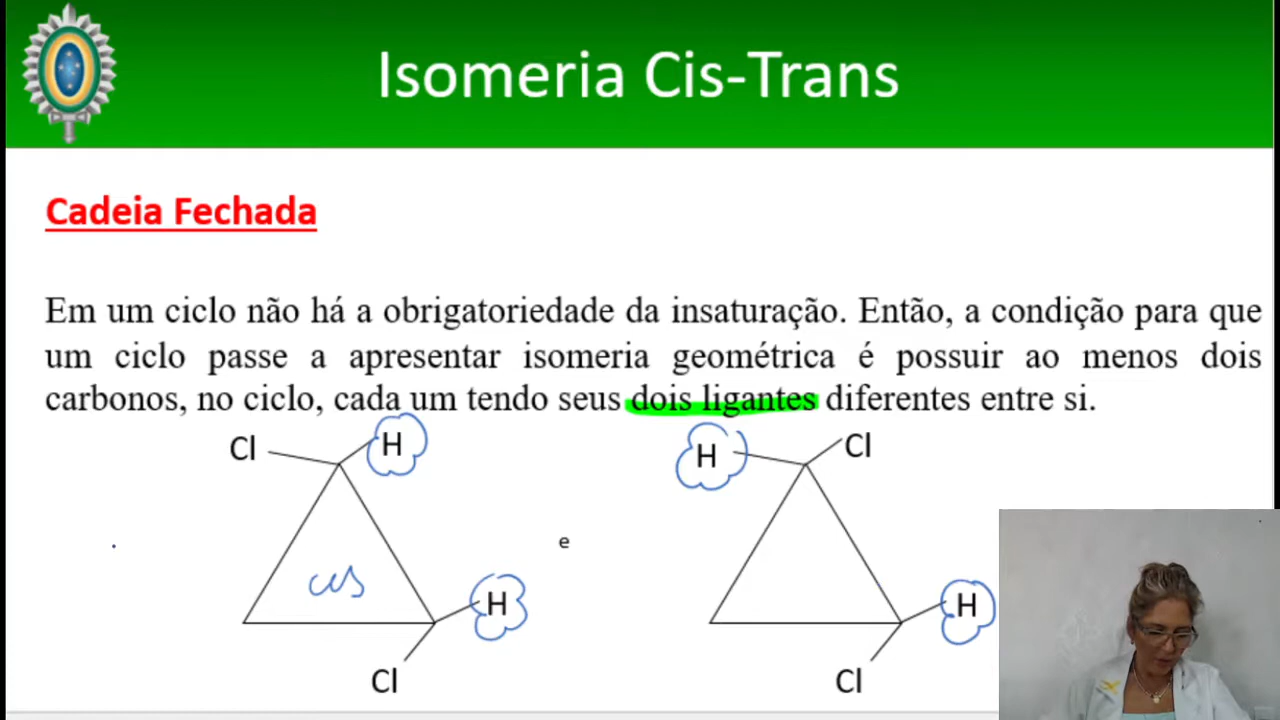 Isomeria Cis-Trans
Cadeia Fechada
Em um ciclo não há a obrigatoriedade da insaturação. Então, a condição para que
um ciclo passe a apresentar isomeria geométrica é possuir ao menos dois
carbonos, no ciclo, cada um tendo seus dois ligantes diferentes entre si.
Cl H H Cl
e
cis
H H
Cl Cl